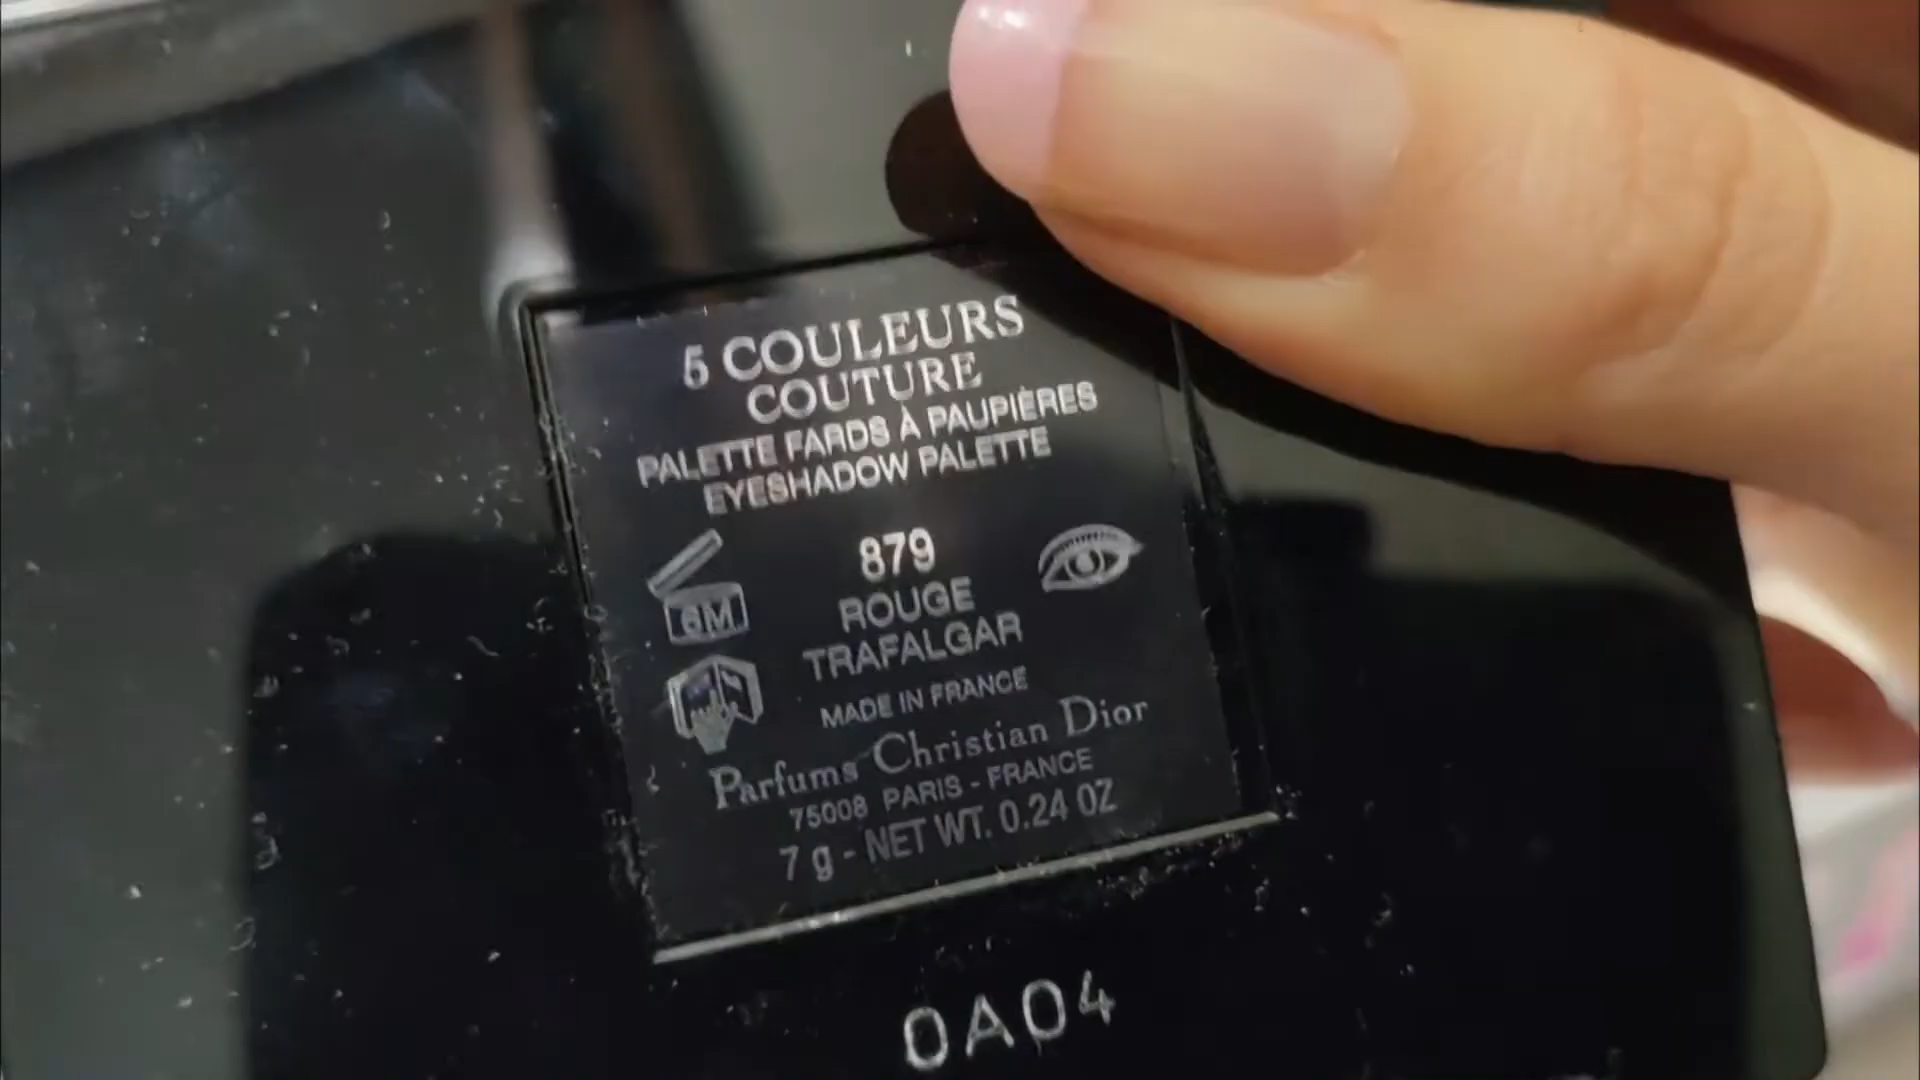 5 COULEURS
COUTURE
PALETTE FARDS À PAUPIÈRES
EYESHADOW PALETTE
879
6M
ROUGE
TRAFALGAR
MADE IN FRANCE
Parfums Christian Dior
75008 PARIS - FRANCE
7 g - NET WT. 0.24 OZ
0A04